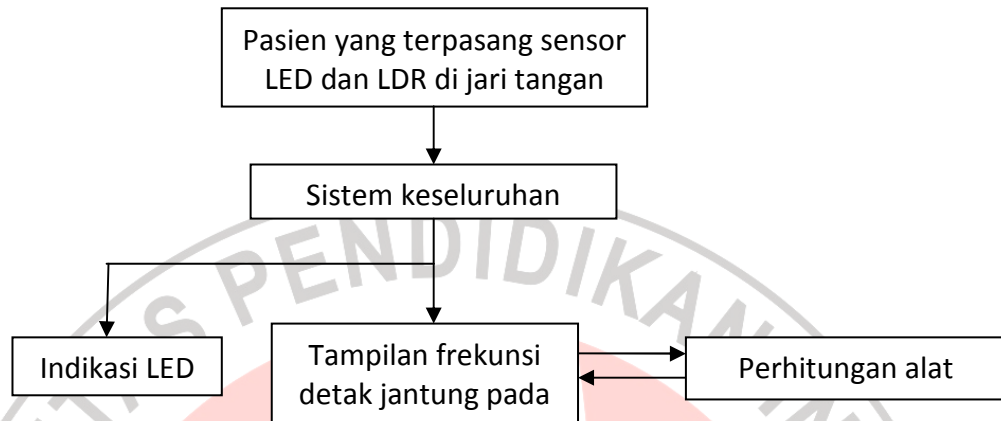 Pasien yang terpasang sensor
LED dan LDR di jari tangan
Sistem keseluruhan
PENDIDIKAN
Indikasi LED
Tampilan frekunsi
detak jantung pada
Perhitungan alat